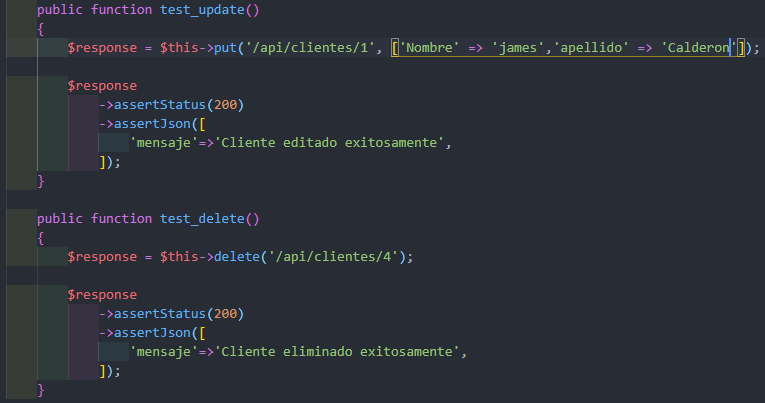 public function test_update()
{
$response = $this->put('/api/clientes/1', ['Nombre' => 'james','apellido' => 'Calderon']);
$response
->assertStatus(200)
->assertJson([
'mensaje'=>'Cliente editado exitosamente',
]);
}
public function test_delete()
{
$response = $this->delete('/api/clientes/4');
$response
->assertStatus(200)
->assertJson([
'mensaje'=>'Cliente eliminado exitosamente',
]);
}